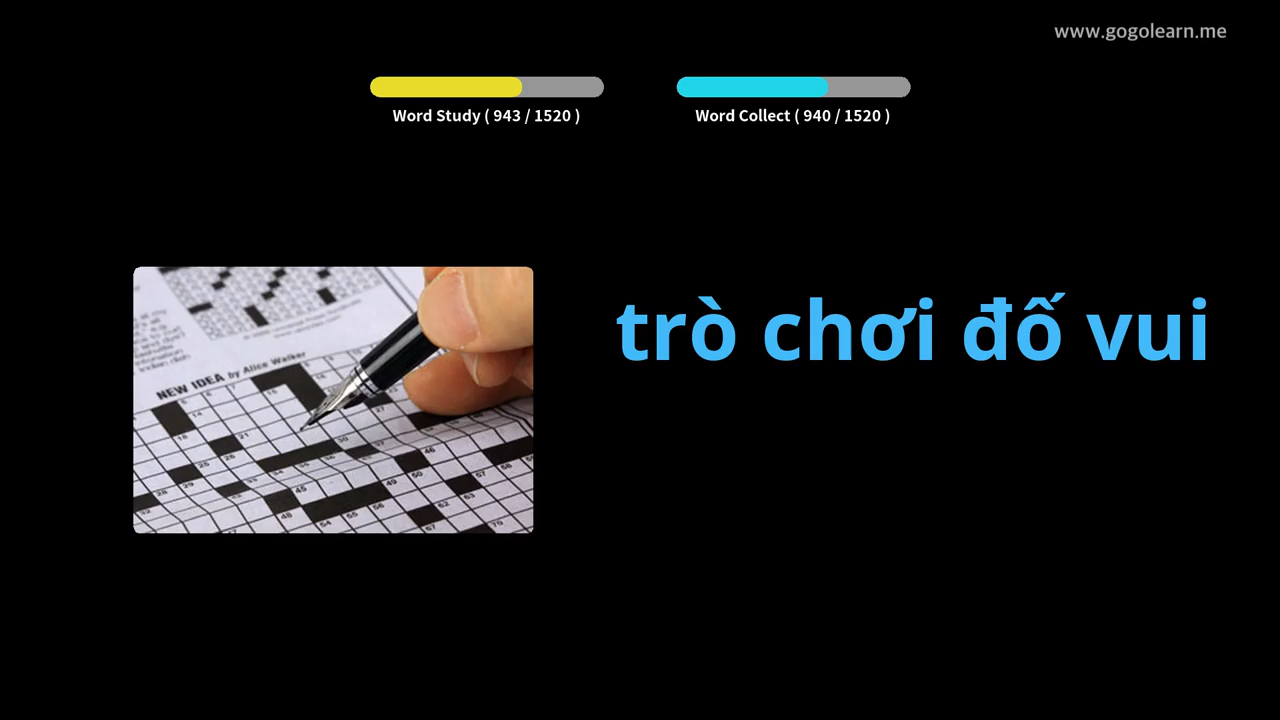 www.gogolearn.me
Word Study ( 943 / 1520 )
Word Collect ( 940 / 1520 )
trò chơi đố vui
NEW IDEA by Alice Walker